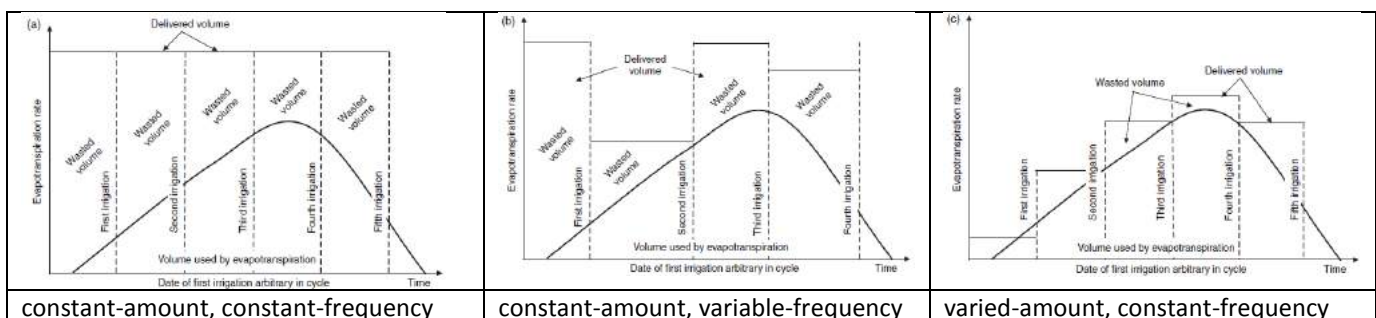 (a)
Delivered volume
Evapotranspiration rate
Wasted volume
Wasted volume
Wasted volume
Wasted volume
Wasted volume
First irrigation
Second irrigation
Third irrigation
Fourth irrigation
Fifth irrigation
Volume used by evapotranspiration
Date of first irrigation arbitrary in cycle
Time
constant-amount, constant-frequency
(b)
Delivered volume
Evapotranspiration rate
Wasted volume
Wasted volume
Wasted volume
Wasted volume
First irrigation
Second irrigation
Third irrigation
Fourth irrigation
Volume used by evapotranspiration
Date of first irrigation arbitrary in cycle
Time
constant-amount, variable-frequency
(c)
Wasted volume
Delivered volume
Evapotranspiration rate
First irrigation
Second irrigation
Third irrigation
Fourth irrigation
Fifth irrigation
Volume used by evapotranspiration
Date of first irrigation arbitrary in cycle
Time
varied-amount, constant-frequency